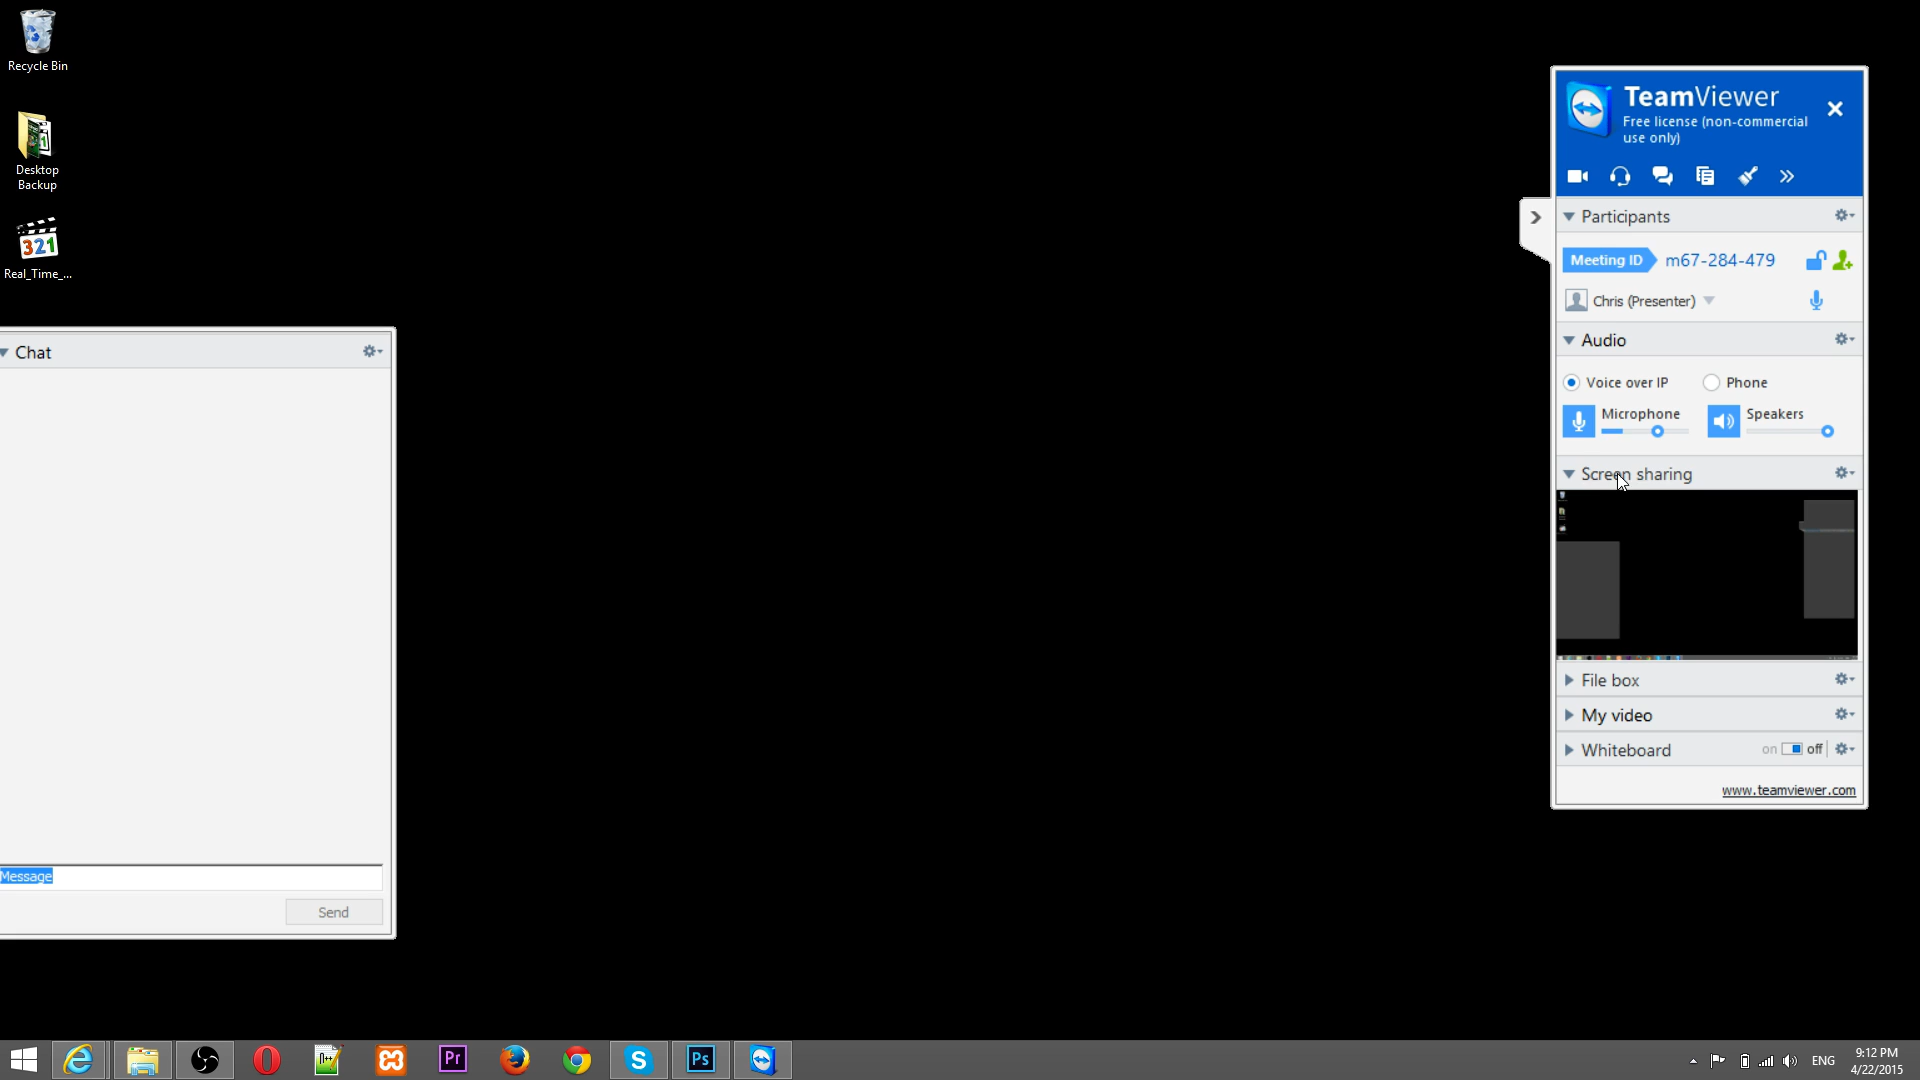 Recycle Bin
Desktop
Backup
321
Real_Time_...
Chat
Message
Send
TeamViewer
Free license (non-commercial
use only)
Participants
Meeting ID m67-284-479
Chris (Presenter)
Audio
Voice over IP Phone
Microphone Speakers
Screen sharing
File box
My video
Whiteboard on off
www.teamviewer.com
Pr
Ps
ENG
9:12 PM
4/22/2015